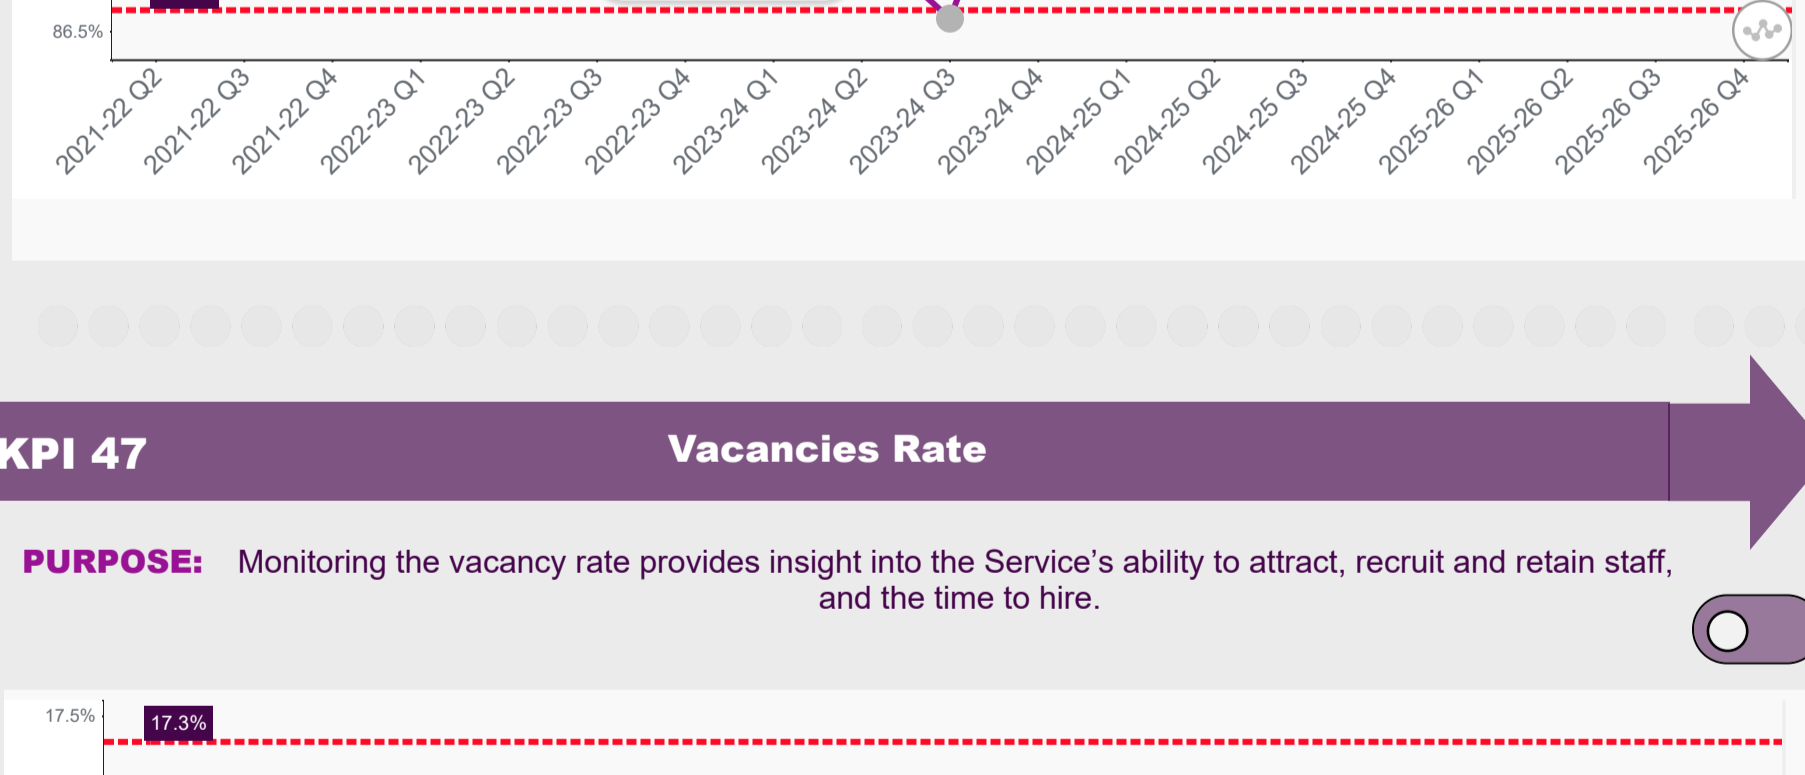 86.5%
2021-22 Q2
2021-22 Q3
2021-22 Q4
2022-23 Q1
2022-23 Q2
2022-23 Q3
2022-23 Q4
2023-24 Q1
2023-24 Q2
2023-24 Q3
2023-24 Q4
2024-25 Q1
2024-25 Q2
2024-25 Q3
2024-25 Q4
2025-26 Q1
2025-26 Q2
2025-26 Q3
2025-26 Q4
KPI 47
Vacancies Rate
PURPOSE: Monitoring the vacancy rate provides insight into the Service’s ability to attract, recruit and retain staff,
and the time to hire.
17.5%
17.3%